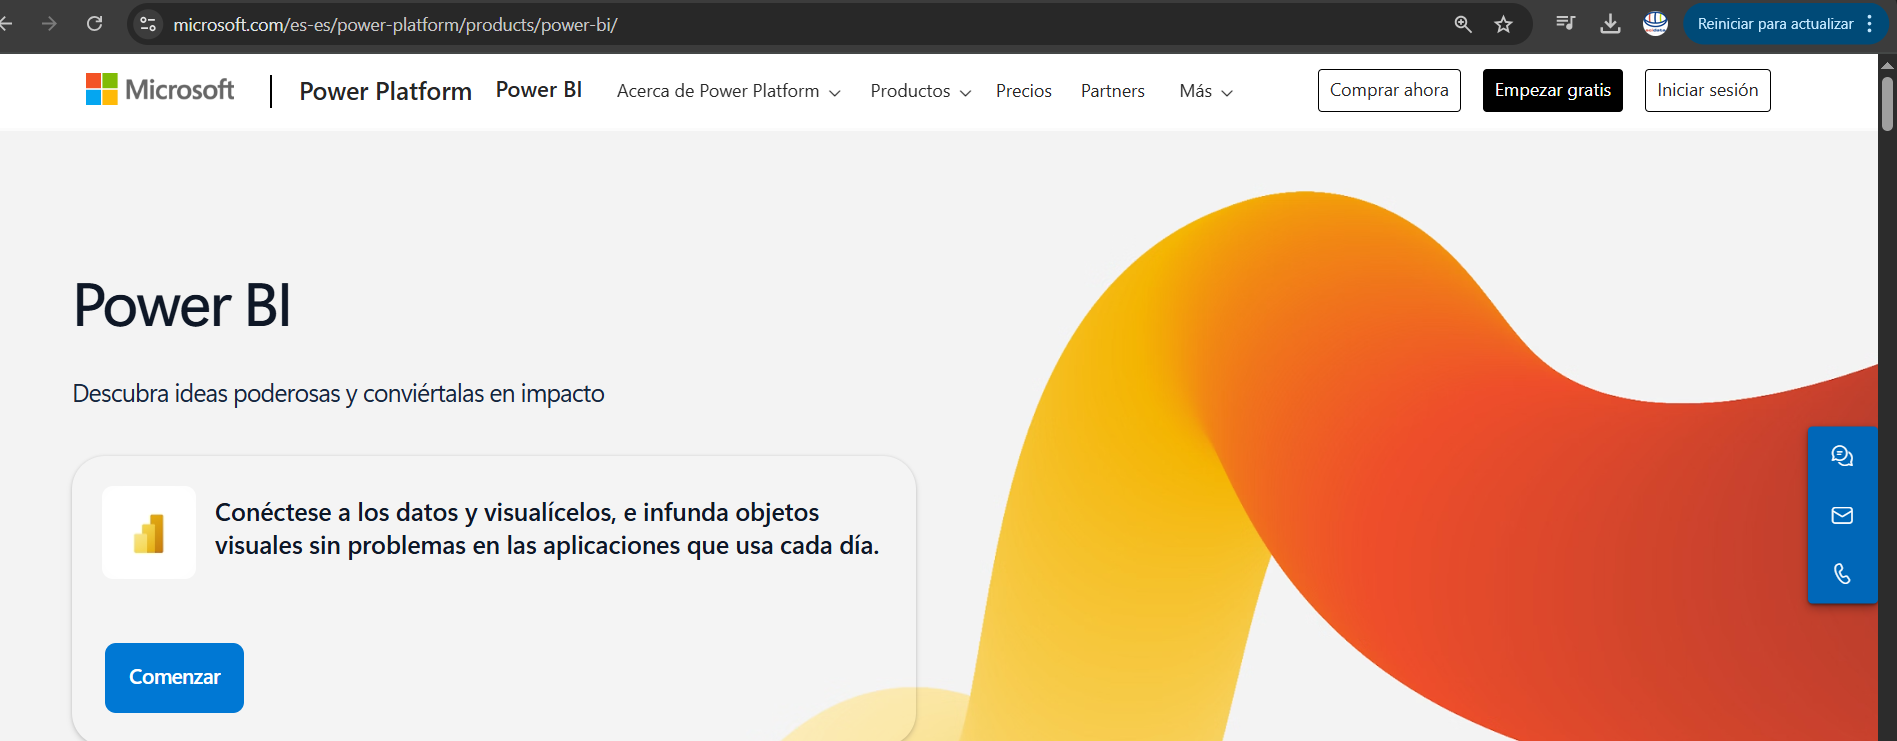 microsoft.com/es-es/power-platform/products/power-bi/
Reiniciar para actualizar
Microsoft
Power Platform
Power BI
Acerca de Power Platform
Productos
Precios
Partners
Más
Comprar ahora
Empezar gratis
Iniciar sesión
Power BI
Descubra ideas poderosas y conviértalas en impacto
Conéctese a los datos y visualícelos, e infunda objetos
visuales sin problemas en las aplicaciones que usa cada día.
Comenzar